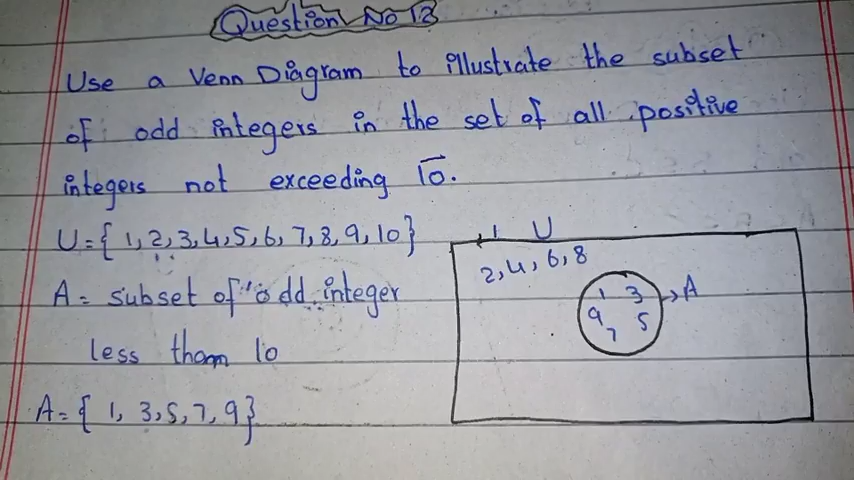 Question No 12
Use a Venn Diagram to illustrate the subset
of odd integers in the set of all positive
integers not exceeding 10.
U={ 1,2,3,4,5,6,7,8,9,10}
A = subset of odd integer
less than 10
A={ 1, 3,5,7,9}
U
2,4,6,8
1 3 A
9 5
7